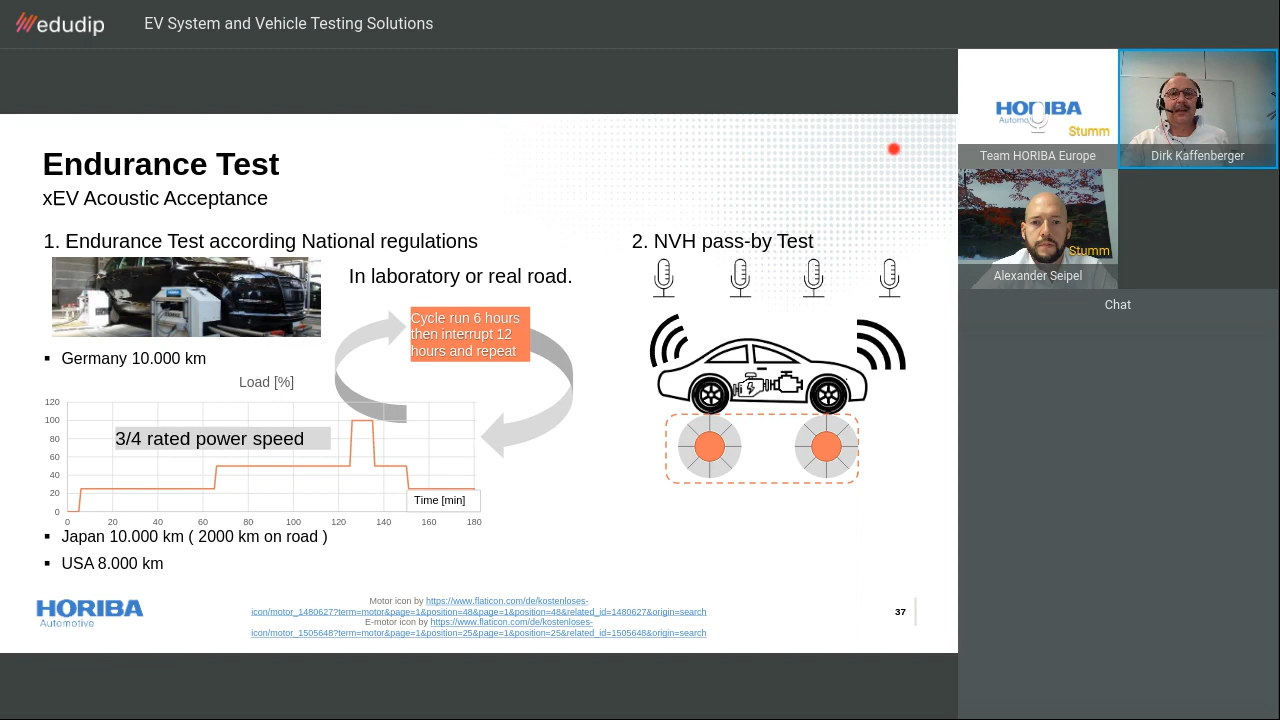 edudip
EV System and Vehicle Testing Solutions
HORIBA
Stumm
Team HORIBA Europe
Dirk Kaffenberger
Stumm
Alexander Seipel
Chat
Endurance Test
xEV Acoustic Acceptance
1. Endurance Test according National regulations
In laboratory or real road.
Cycle run 6 hours
then interrupt 12
hours and repeat
▪ Germany 10.000 km
Load [%]
120
100
80
60
40
20
0
3/4 rated power speed
Time [min]
0 20 40 60 80 100 120 140 160 180
▪ Japan 10.000 km ( 2000 km on road )
▪ USA 8.000 km
2. NVH pass-by Test
HORIBA
Automotive
Motor icon by https://www.flaticon.com/de/kostenloses-
icon/motor_1480627?term=motor&page=1&position=48&page=1&position=48&related_id=1480627&origin=search
E-motor icon by https://www.flaticon.com/de/kostenloses-
icon/motor_1505648?term=motor&page=1&position=25&page=1&position=25&related_id=1505648&origin=search
37